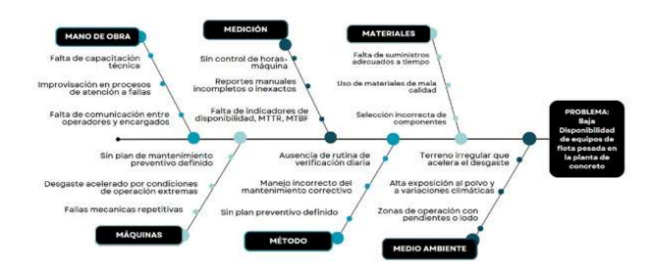 MANO DE OBRA
Falta de capacitación
técnica
Improvisación en procesos
de atención a fallas
Falta de comunicación entre
operadores y encargados
MEDICIÓN
Sin control de horas-
máquina
Reportes manuales
incompletos o inexactos
Falta de indicadores de
disponibilidad, MTTR, MTBF
MATERIALES
Falta de suministros
adecuados a tiempo
Uso de materiales de mala
calidad
Selección incorrecta de
componentes
PROBLEMA:
Baja
Disponibilidad
de equipos de
flota pesada en
la planta de
concreto
Sin plan de mantenimiento
preventivo definido
Desgaste acelerado por condiciones
de operación extremas
Fallas mecanicas repetitivas
MÁQUINAS
Ausencia de rutina de
verificación diaria
Manejo incorrecto del
mantenimiento correctivo
Sin plan preventivo definido
MÉTODO
Terreno irregular que
acelera el desgaste
Alta exposición al polvo y
a variaciones climáticas
Zonas de operación con
pendientes o lodo
MEDIO AMBIENTE